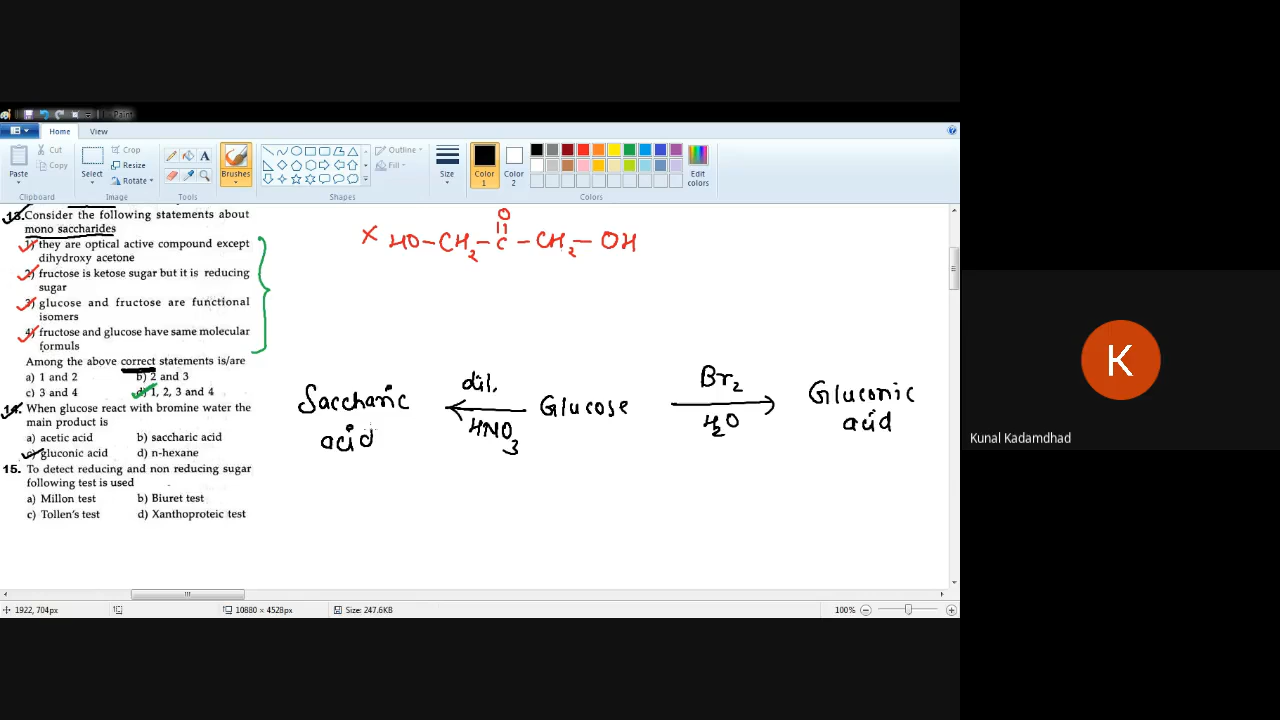 Paint
Home View
Cut
Copy
Paste
Crop
Resize
Rotate
Select
A
Brushes
Outline
Fill
Size
Color 1
Color 2
Edit colors
Clipboard Image Tools Shapes Colors
13. Consider the following statements about
mono saccharides
1) they are optical active compound except
dihydroxy acetone
2) fructose is ketose sugar but it is reducing
sugar
3) glucose and fructose are functional
isomers
4) fructose and glucose have same molecular
formuls
Among the above correct statements is/are
a) 1 and 2 b) 2 and 3
c) 3 and 4 d) 1, 2, 3 and 4
14. When glucose react with bromine water the
main product is
a) acetic acid b) saccharic acid
c) gluconic acid d) n-hexane
15. To detect reducing and non reducing sugar
following test is used
a) Millon test b) Biuret test
c) Tollen's test d) Xanthoproteic test
O
× HO-CH2-C-CH2-OH
Saccharic acid
dil.
HNO3
Glucose
Br2
H2O
Gluconic acid
K
Kunal Kadamdhad
1922, 704px 10880 × 4528px Size: 247.6KB 100%